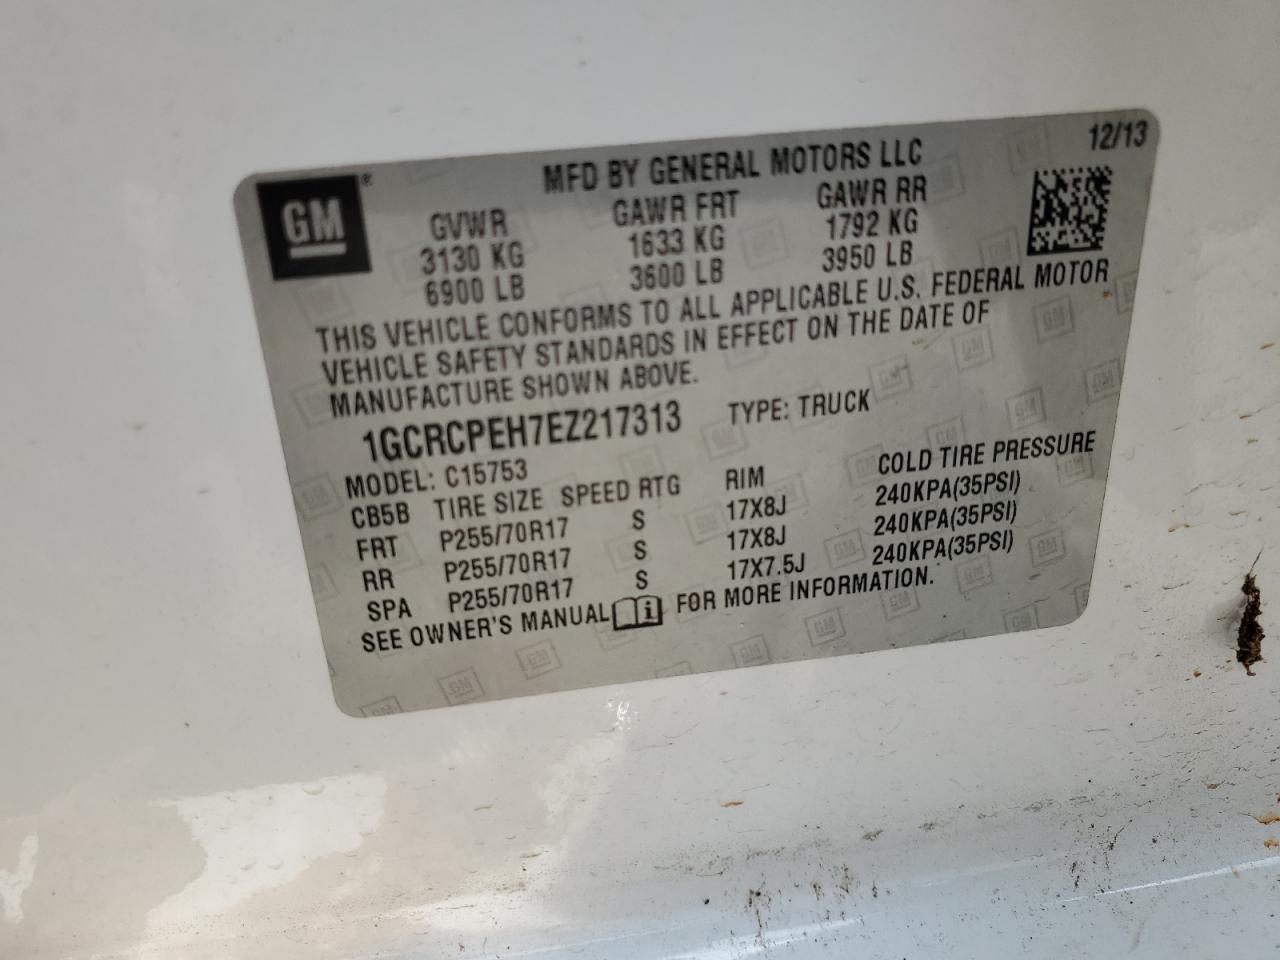 12/13
MFD BY GENERAL MOTORS LLC
GM®
GVWR GAWR FRT GAWR RR
3130 KG 1633 KG 1792 KG
6900 LB 3600 LB 3950 LB
THIS VEHICLE CONFORMS TO ALL APPLICABLE U.S. FEDERAL MOTOR
VEHICLE SAFETY STANDARDS IN EFFECT ON THE DATE OF
MANUFACTURE SHOWN ABOVE.
1GCRCPEH7EZ217313 TYPE: TRUCK
MODEL: C15753
CB5B TIRE SIZE SPEED RTG RIM COLD TIRE PRESSURE
FRT P255/70R17 S 17X8J 240KPA(35PSI)
RR P255/70R17 S 17X8J 240KPA(35PSI)
SPA P255/70R17 S 17X7.5J 240KPA(35PSI)
SEE OWNER'S MANUAL i FOR MORE INFORMATION.